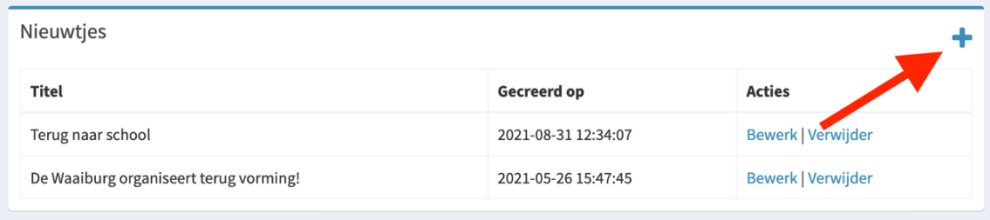 Nieuwtjes
Titel Gecreerd op Acties
Terug naar school 2021-08-31 12:34:07 Bewerk | Verwijder
De Waaiburg organiseert terug vorming! 2021-05-26 15:47:45 Bewerk | Verwijder